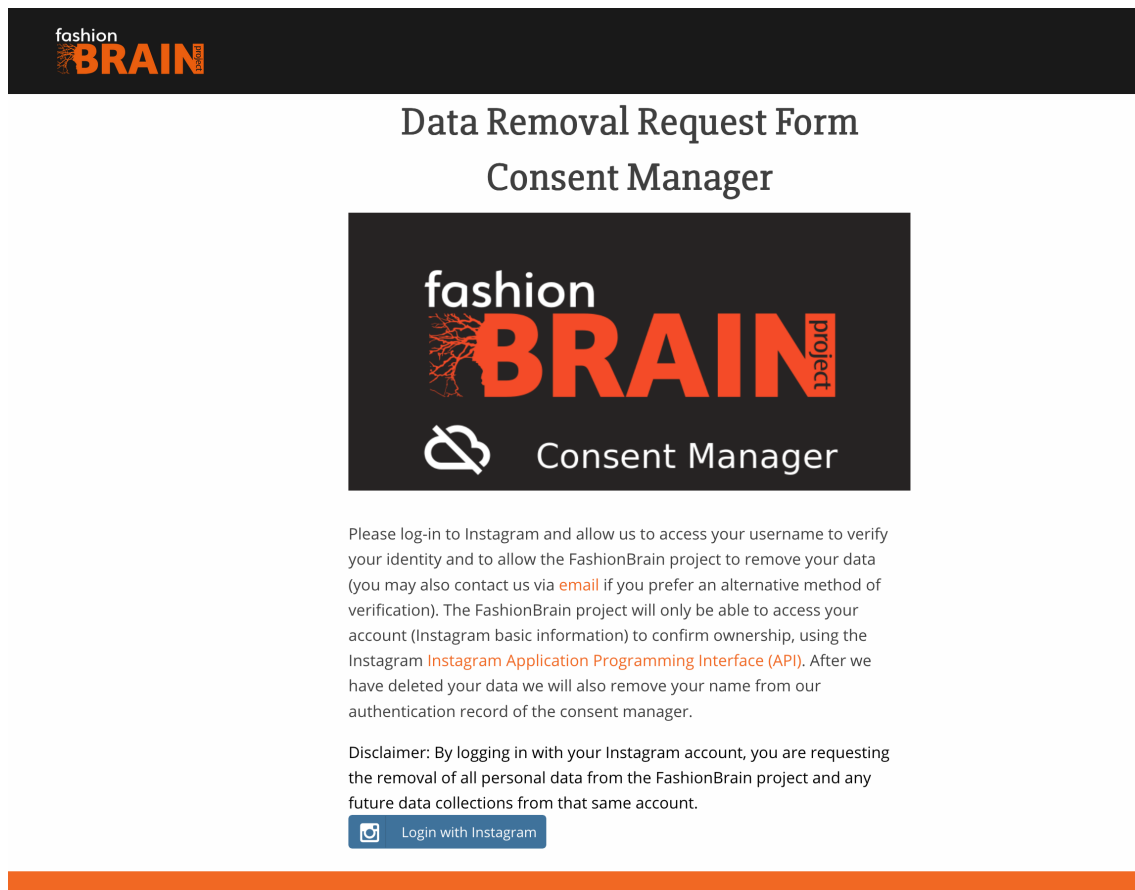 fashion
BRAIN project
Data Removal Request Form
Consent Manager
fashion
BRAIN project
Consent Manager
Please log-in to Instagram and allow us to access your username to verify
your identity and to allow the FashionBrain project to remove your data
(you may also contact us via email if you prefer an alternative method of
verification). The FashionBrain project will only be able to access your
account (Instagram basic information) to confirm ownership, using the
Instagram Instagram Application Programming Interface (API). After we
have deleted your data we will also remove your name from our
authentication record of the consent manager.
Disclaimer: By logging in with your Instagram account, you are requesting
the removal of all personal data from the FashionBrain project and any
future data collections from that same account.
Login with Instagram